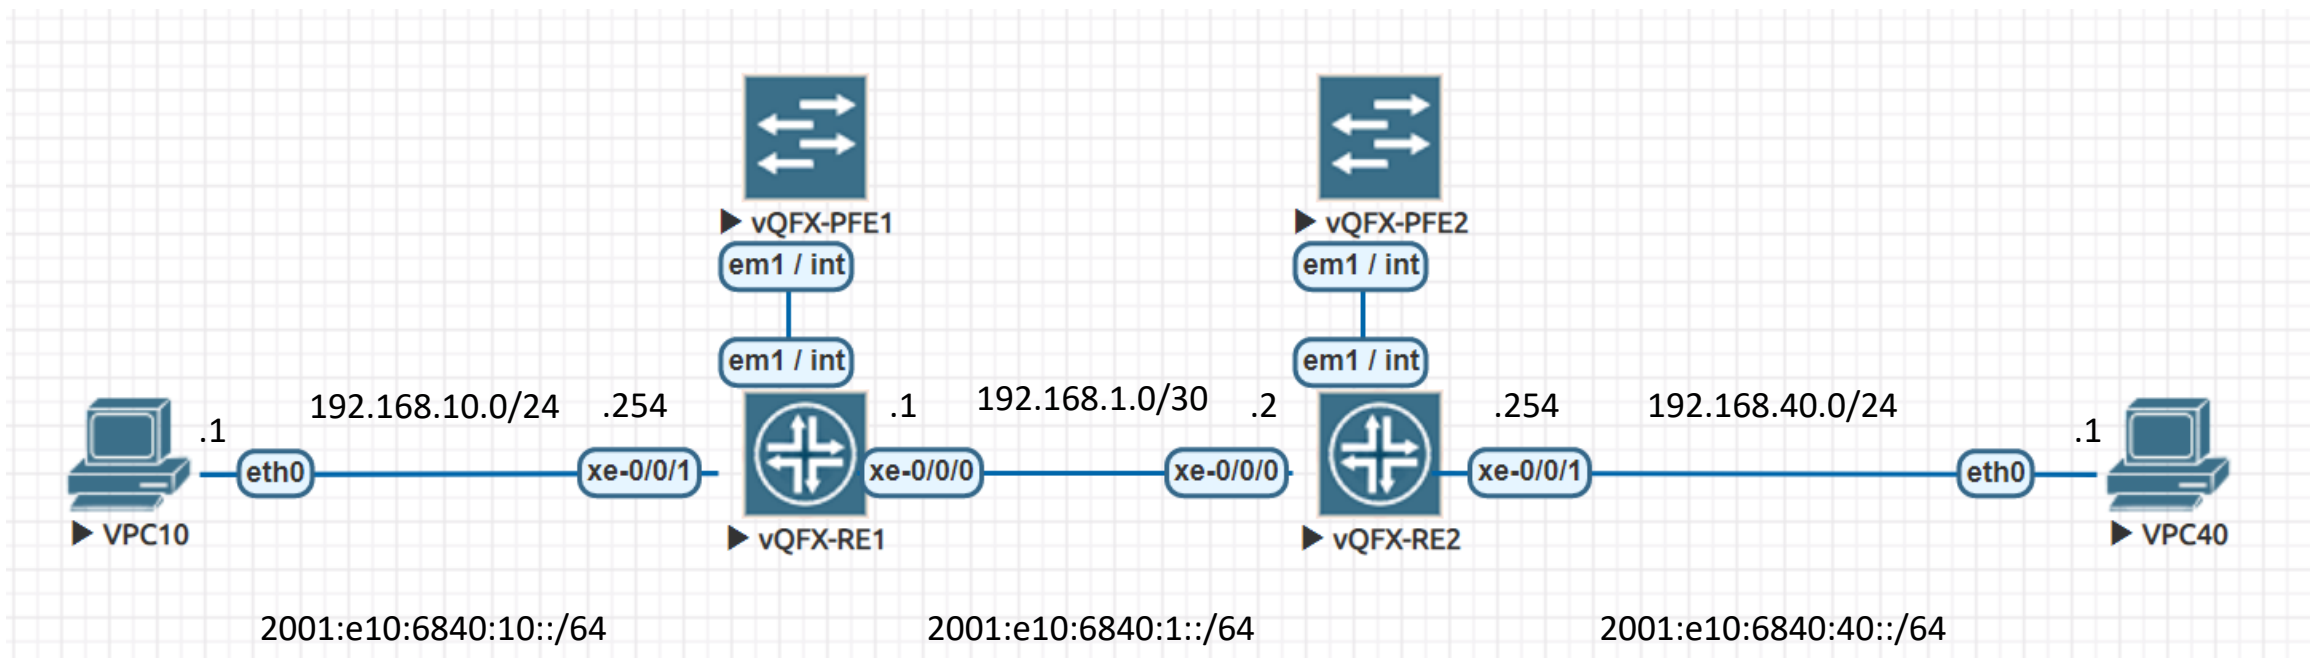 vQFX-PFE1
vQFX-PFE2
em1 / int
em1 / int
em1 / int
em1 / int
.1
192.168.10.0/24
.254
.1
192.168.1.0/30
.2
.254
192.168.40.0/24
.1
eth0
xe-0/0/1
xe-0/0/0
xe-0/0/0
xe-0/0/1
eth0
VPC10
vQFX-RE1
vQFX-RE2
VPC40
2001:e10:6840:10::/64
2001:e10:6840:1::/64
2001:e10:6840:40::/64